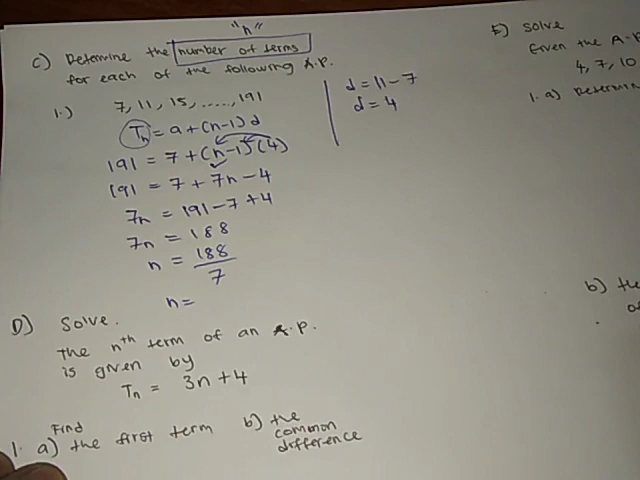 "n"
C) Determine the number of terms
for each of the following A.P.
1.) 7, 11, 15, ....., 191
Tn = a + (n-1) d
191 = 7 + (n-1)(4)
191 = 7 + 7n - 4
7n = 191 - 7 + 4
7n = 188
n = 188/7
n =
d = 11 - 7
d = 4
D) Solve.
The nth term of an A.P.
is given by
Tn = 3n + 4
Find
1. a) the first term
b) the
common
difference
E) Solve
Given the A.P
4, 7, 10
1. a)
b) the